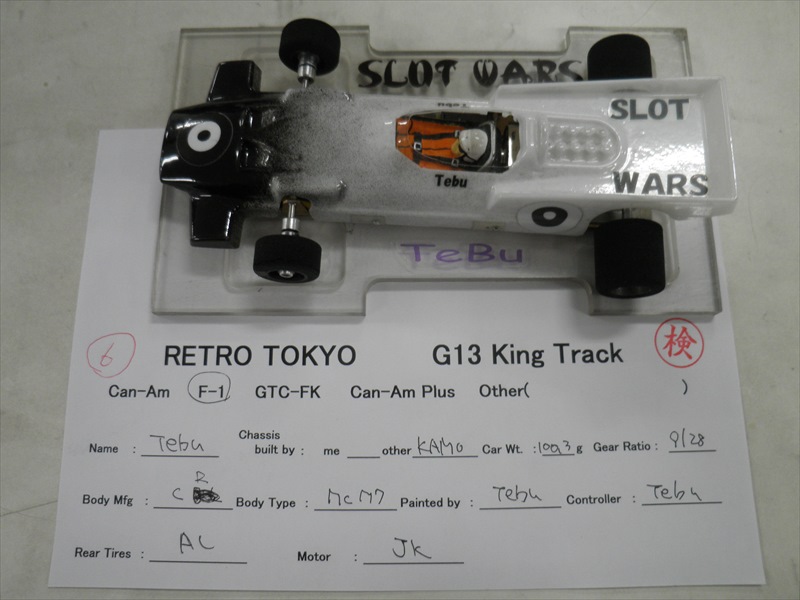 SLOT WARS
SLOT
WARS
O
Tebu
Tebu
O
TeBu
6 RETRO TOKYO G13 King Track 検
Can-Am F-1 GTC-FK Can-Am Plus Other( )
Name : Tebu Chassis built by : me other KAMO Car Wt. : 109.3 g Gear Ratio : 9/28
Body Mfg : C R Body Type : McM7 Painted by : Tebu Controller : Tebu
Rear Tires : AL Motor : JK